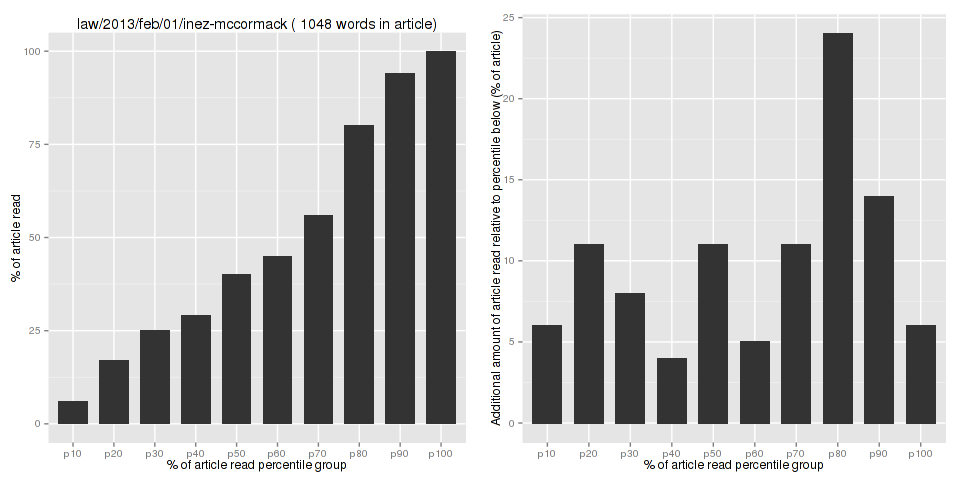 law/2013/feb/01/inez-mccormack ( 1048 words in article)
% of article read
100
75
50
25
0
p10 p20 p30 p40 p50 p60 p70 p80 p90 p100
% of article read percentile group
Additional amount of article read relative to percentile below (% of article)
25
20
15
10
5
0
p10 p20 p30 p40 p50 p60 p70 p80 p90 p100
% of article read percentile group